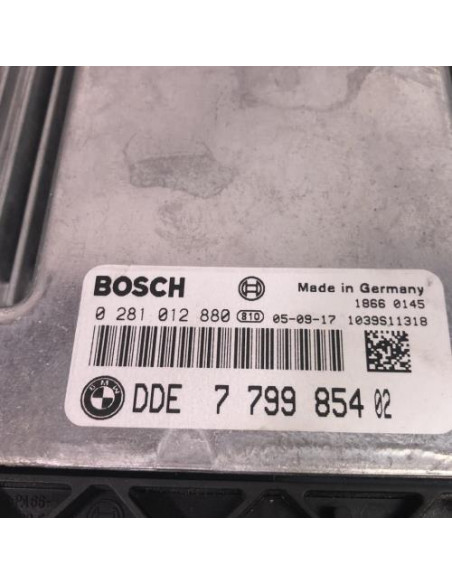 BOSCH Made in Germany
1866 0145
0 281 012 880 810 05-09-17 1039S11318
BMW DDE 7 799 854 02